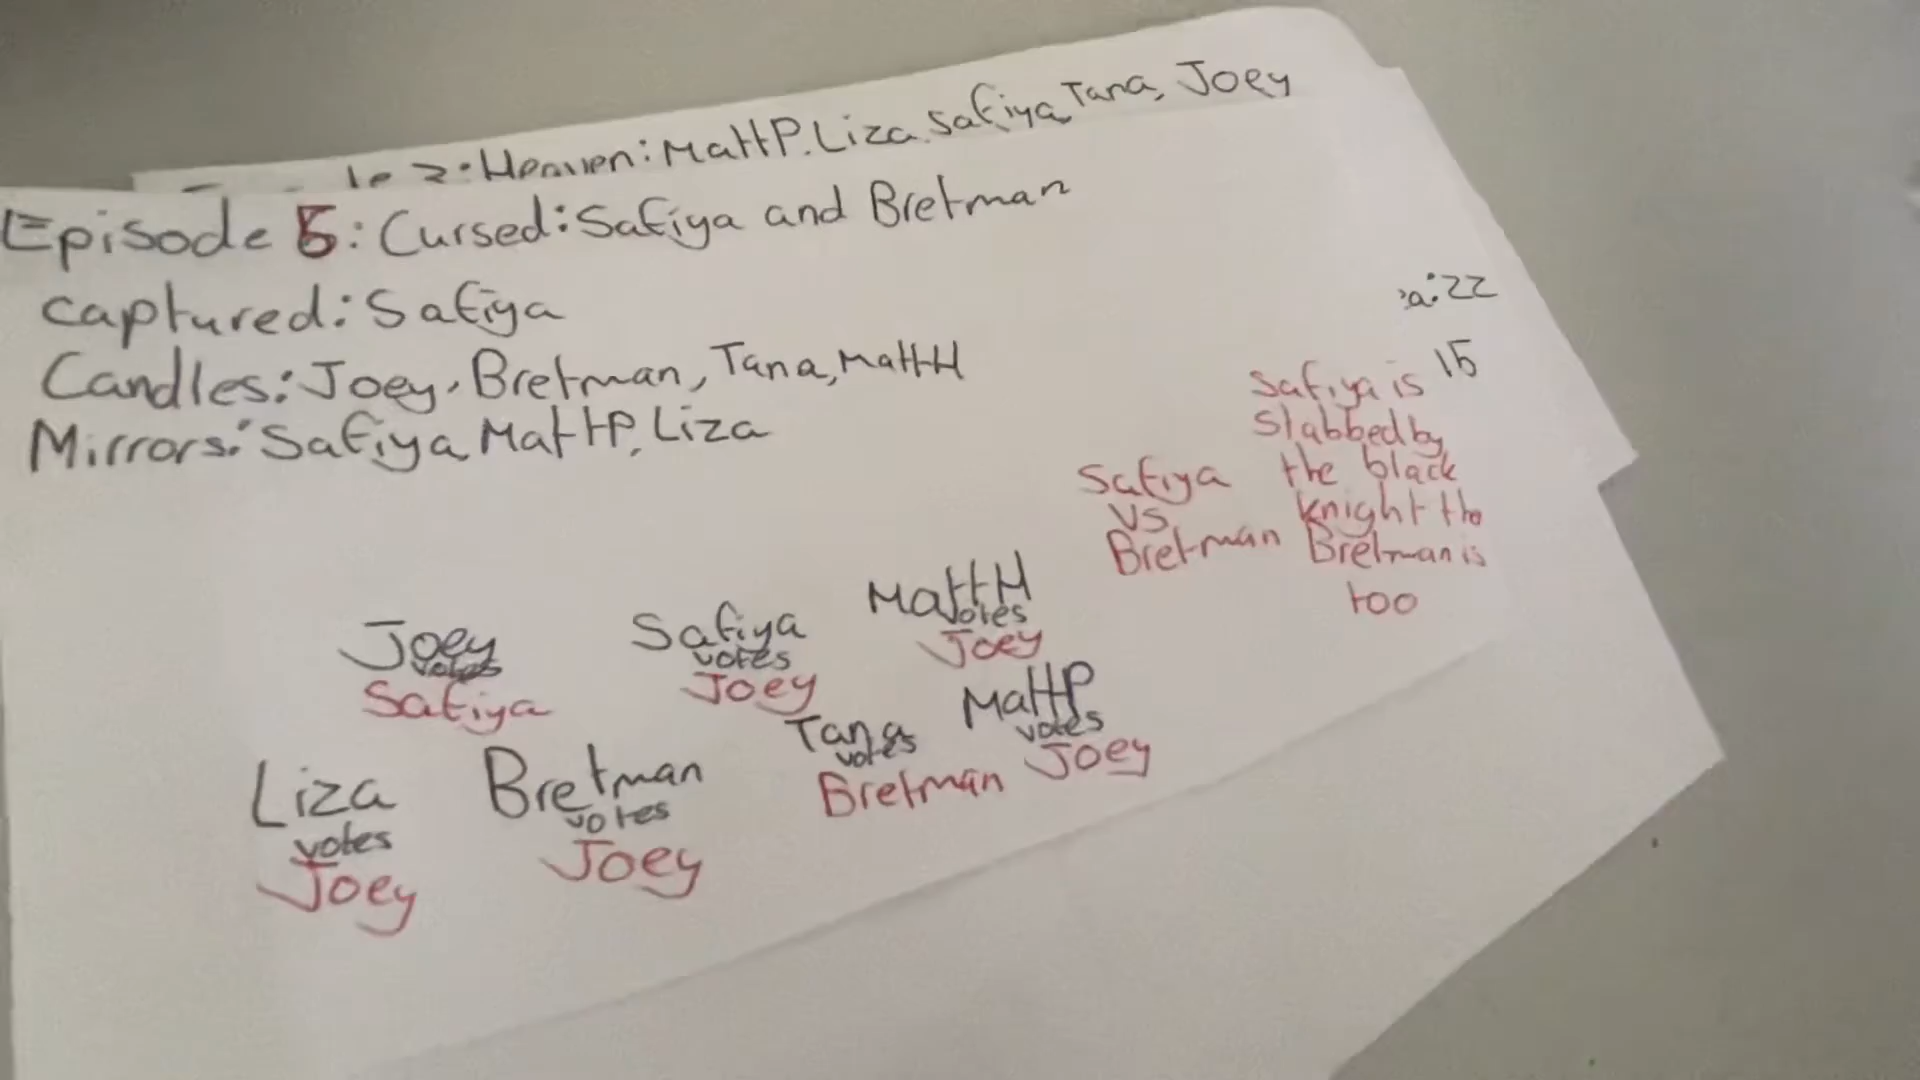 2:Heaven:MattP.Liza.Safiya,Tana,Joey
Episode 5:Cursed:Safiya and Bretman
captured:Safiya
Candles:Joey,Bretman,Tana,MattH
Mirrors:Safiya,MattP,Liza
a:22
15
Safiya is
Stabbed by
the black
knight the
Bretman is
too
Safiya
VS
Bretman
Joey
votes
Safiya
Safiya
votes
Joey
MattH
votes
Joey
Liza
votes
Joey
Bretman
votes
Joey
Tana
votes
Bretman
MattP
votes
Joey